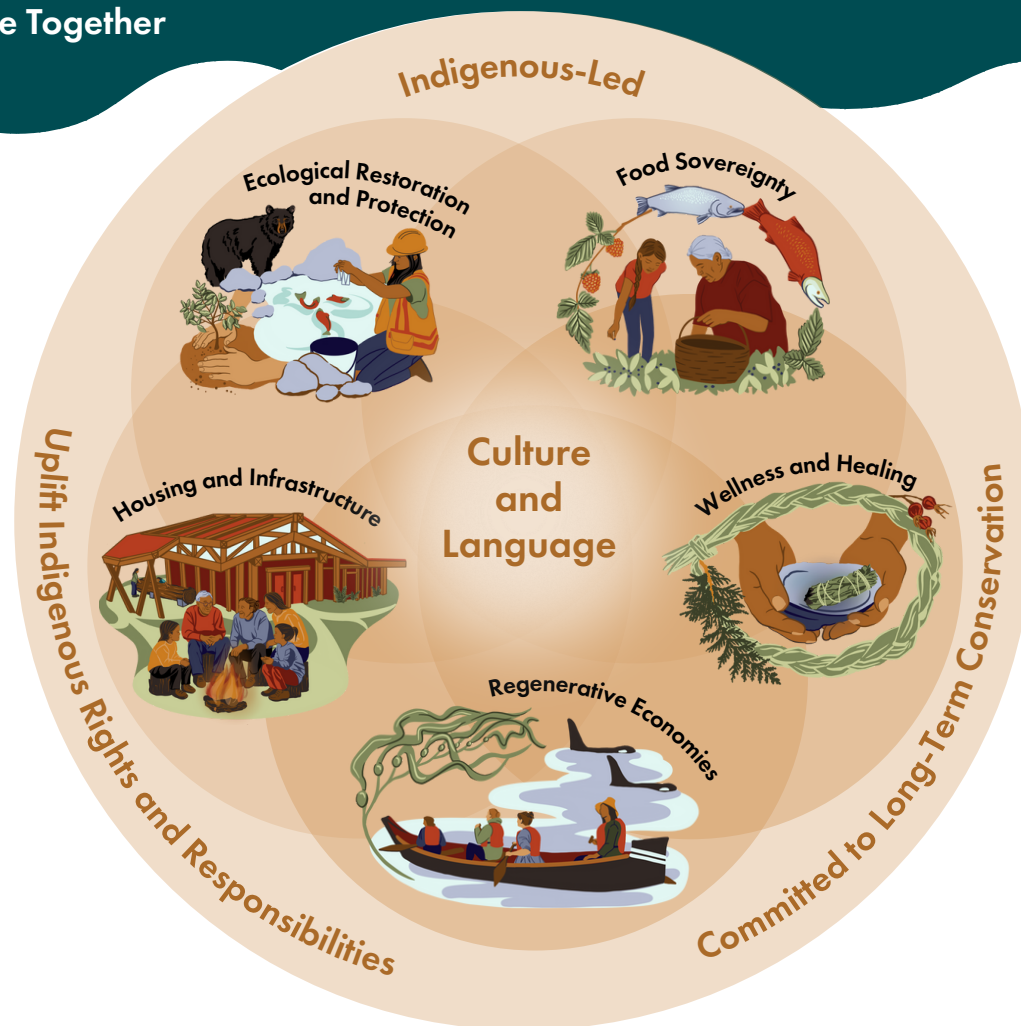 e Together
Indigenous-Led
Ecological Restoration
and Protection
Food Sovereignty
Culture
and
Language
Housing and Infrastructure
Wellness and Healing
Regenerative Economies
Uplift Indigenous Rights and Responsibilities
Committed to Long-Term Conservation